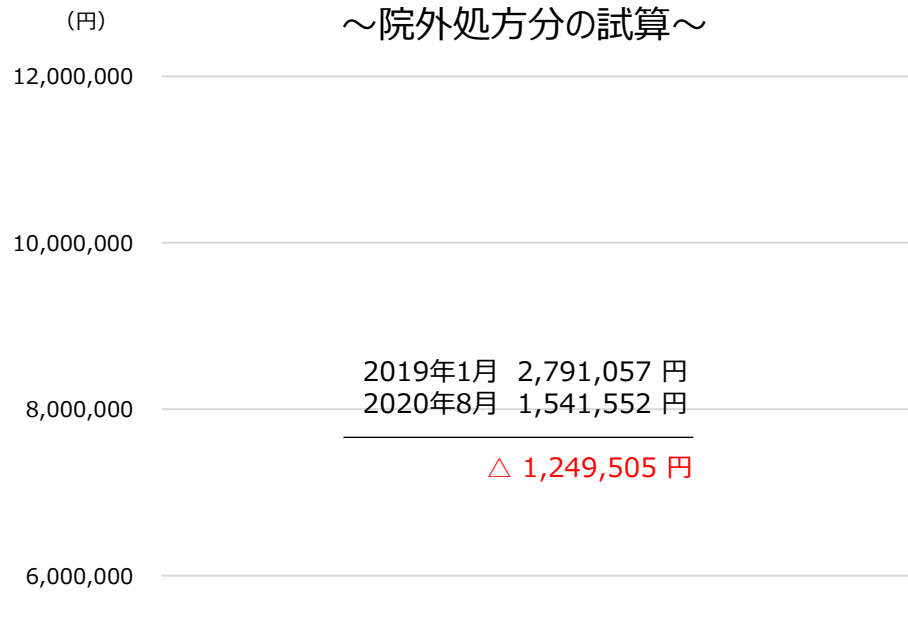 (円)
～院外処方分の試算～
12,000,000
10,000,000
2019年1月 2,791,057 円
8,000,000
2020年8月 1,541,552 円
△ 1,249,505 円
6,000,000